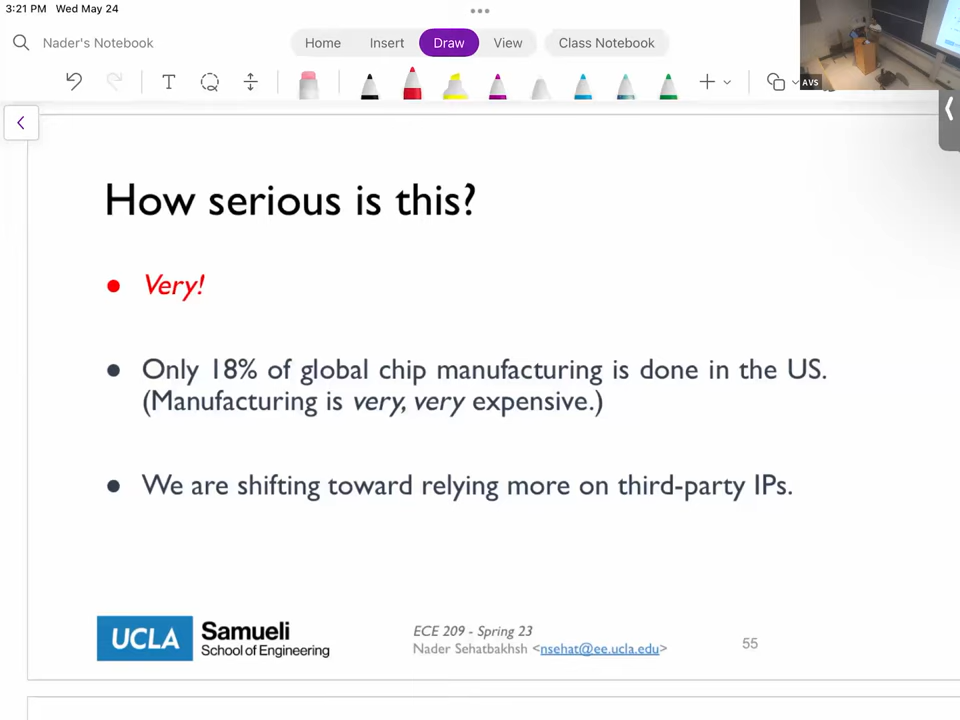 3:21 PM Wed May 24
Nader's Notebook
Home Insert Draw View Class Notebook
T
AVS
How serious is this?
• Very!
• Only 18% of global chip manufacturing is done in the US.
(Manufacturing is very, very expensive.)
• We are shifting toward relying more on third-party IPs.
UCLA Samueli
School of Engineering
ECE 209 - Spring 23
Nader Sehatbakhsh <nsehat@ee.ucla.edu>
55